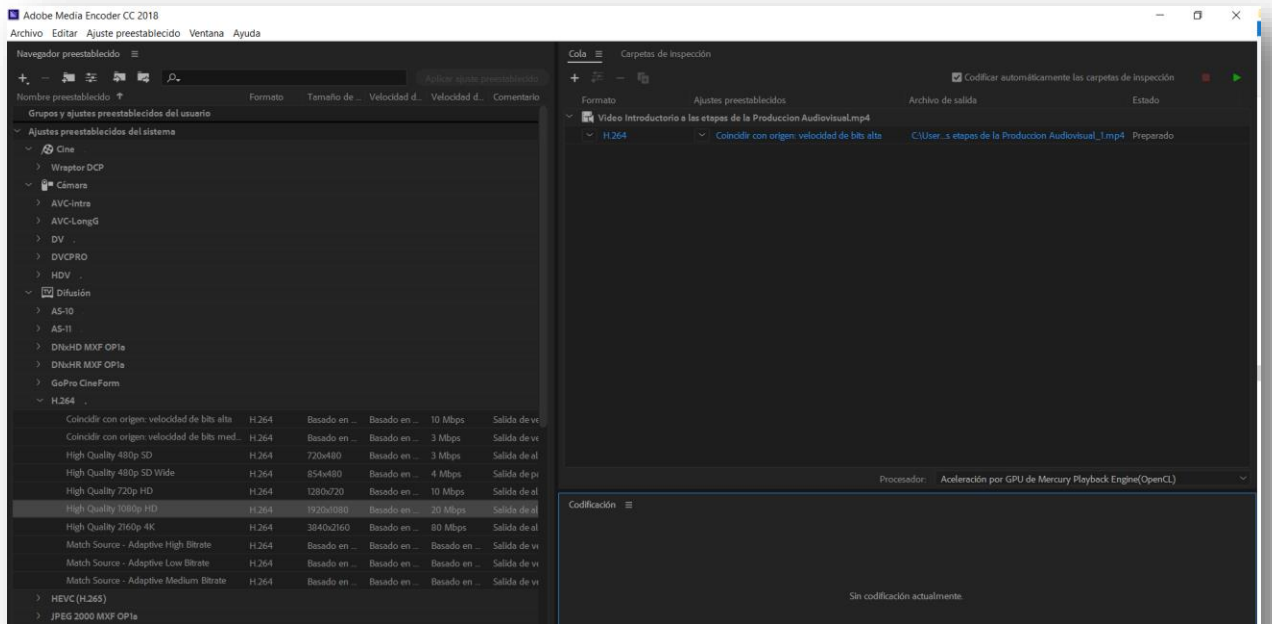 Adobe Media Encoder CC 2018
Archivo Editar Ajuste preestablecido Ventana Ayuda
Navegador preestablecido
Aplicar ajuste preestablecido
Nombre preestablecido Formato Tamaño de ... Velocidad d... Velocidad d... Comentario
Grupos y ajustes preestablecidos del usuario
Ajustes preestablecidos del sistema
Cine
Wraptor DCP
Cámara
AVC-Intra
AVC-LongG
DV
DVCPRO
HDV
Difusión
AS-10
AS-11
DNxHD MXF OP1a
DNxHR MXF OP1a
GoPro CineForm
H.264
Coincidir con origen: velocidad de bits alta H.264 Basado en ... Basado en ... 10 Mbps Salida de ve
Coincidir con origen: velocidad de bits med... H.264 Basado en ... Basado en ... 3 Mbps Salida de ve
High Quality 480p SD H.264 720x480 Basado en ... 3 Mbps Salida de al
High Quality 480p SD Wide H.264 854x480 Basado en ... 4 Mbps Salida de po
High Quality 720p HD H.264 1280x720 Basado en ... 10 Mbps Salida de al
High Quality 1080p HD H.264 1920x1080 Basado en ... 20 Mbps Salida de al
High Quality 2160p 4K H.264 3840x2160 Basado en ... 80 Mbps Salida de al
Match Source - Adaptive High Bitrate H.264 Basado en ... Basado en ... Basado en ... Salida de ve
Match Source - Adaptive Low Bitrate H.264 Basado en ... Basado en ... Basado en ... Salida de ve
Match Source - Adaptive Medium Bitrate H.264 Basado en ... Basado en ... Basado en ... Salida de ve
HEVC (H.265)
JPEG 2000 MXF OP1a
Cola Carpetas de inspección
Codificar automáticamente las carpetas de inspección
Formato Ajustes preestablecidos Archivo de salida Estado
Video Introductorio a las etapas de la Produccion Audiovisual.mp4
H.264 Coincidir con origen: velocidad de bits alta C:\User...s etapas de la Produccion Audiovisual_1.mp4 Preparado
Procesador: Aceleración por GPU de Mercury Playback Engine(OpenCL)
Codificación
Sin codificación actualmente.